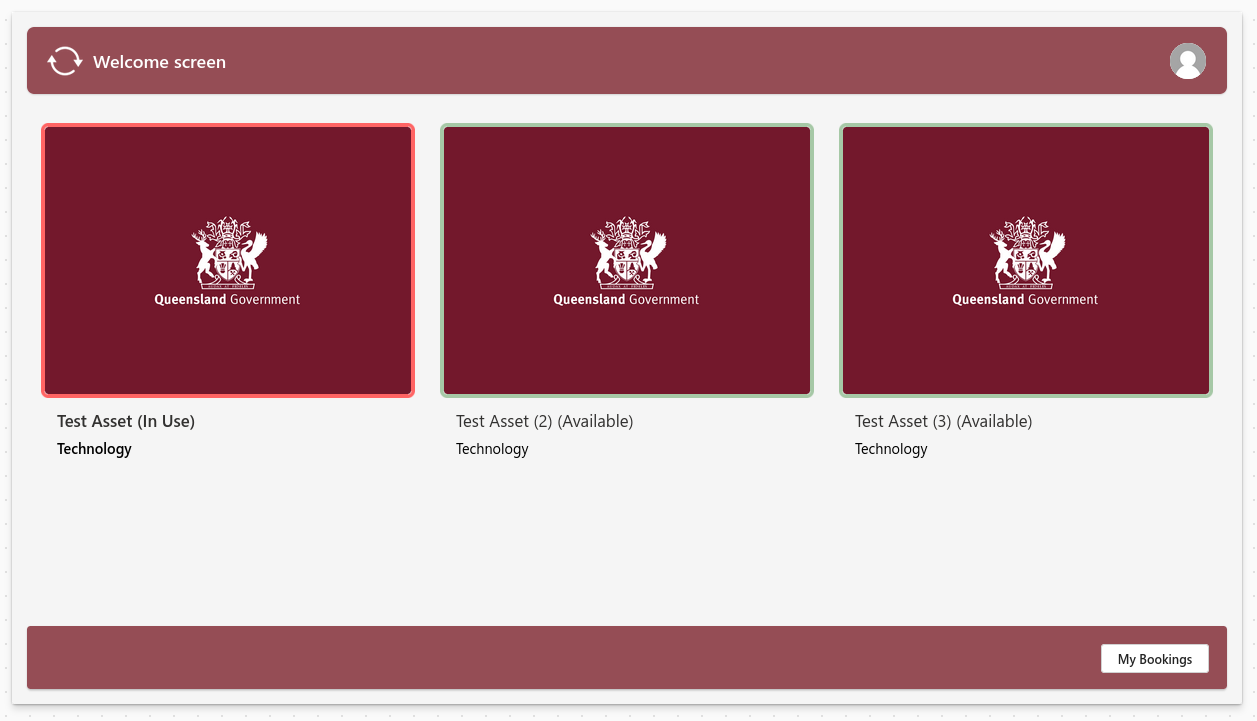 Welcome screen
Queensland Government
Queensland Government
Queensland Government
Test Asset (In Use)
Technology
Test Asset (2) (Available)
Technology
Test Asset (3) (Available)
Technology
My Bookings